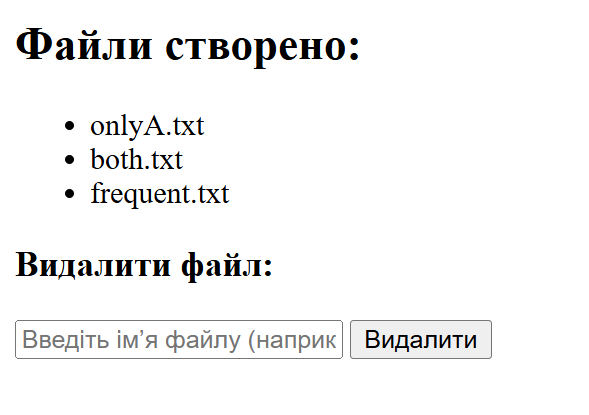 Файли створено:
onlyA.txt
both.txt
frequent.txt
Видалити файл:
Введіть ім’я файлу (наприк Видалити